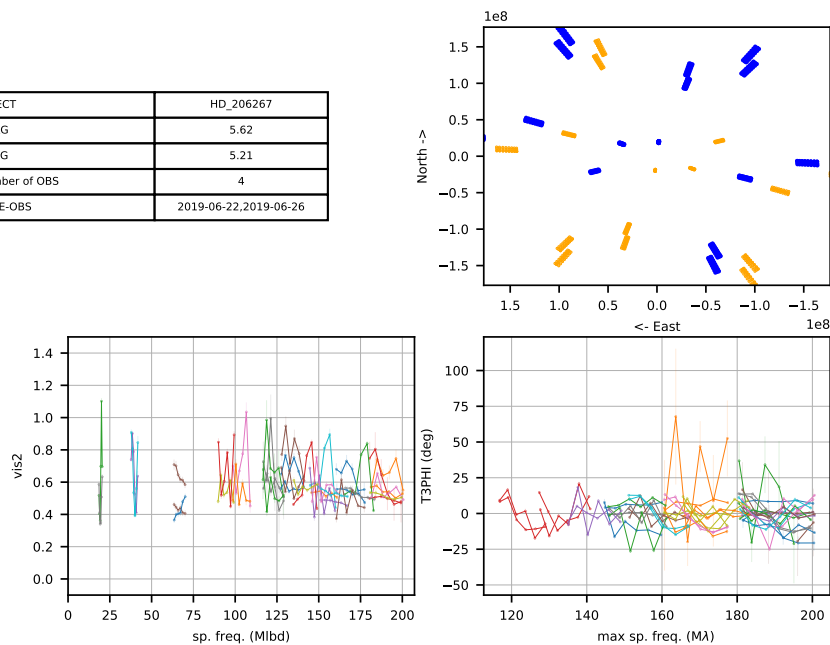 ECT HD_206267
G 5.62
G 5.21
ber of OBS 4
E-OBS 2019-06-22,2019-06-26
1e8
1.5
1.0
0.5
0.0
−0.5
−1.0
−1.5
North ->
1.5 1.0 0.5 0.0 −0.5 −1.0 −1.5
1e8
<- East
1.4
1.2
1.0
0.8
0.6
0.4
0.2
0.0
vis2
0 25 50 75 100 125 150 175 200
sp. freq. (Mlbd)
100
75
50
25
0
−25
−50
T3PHI (deg)
120 140 160 180 200
max sp. freq. (Mλ)